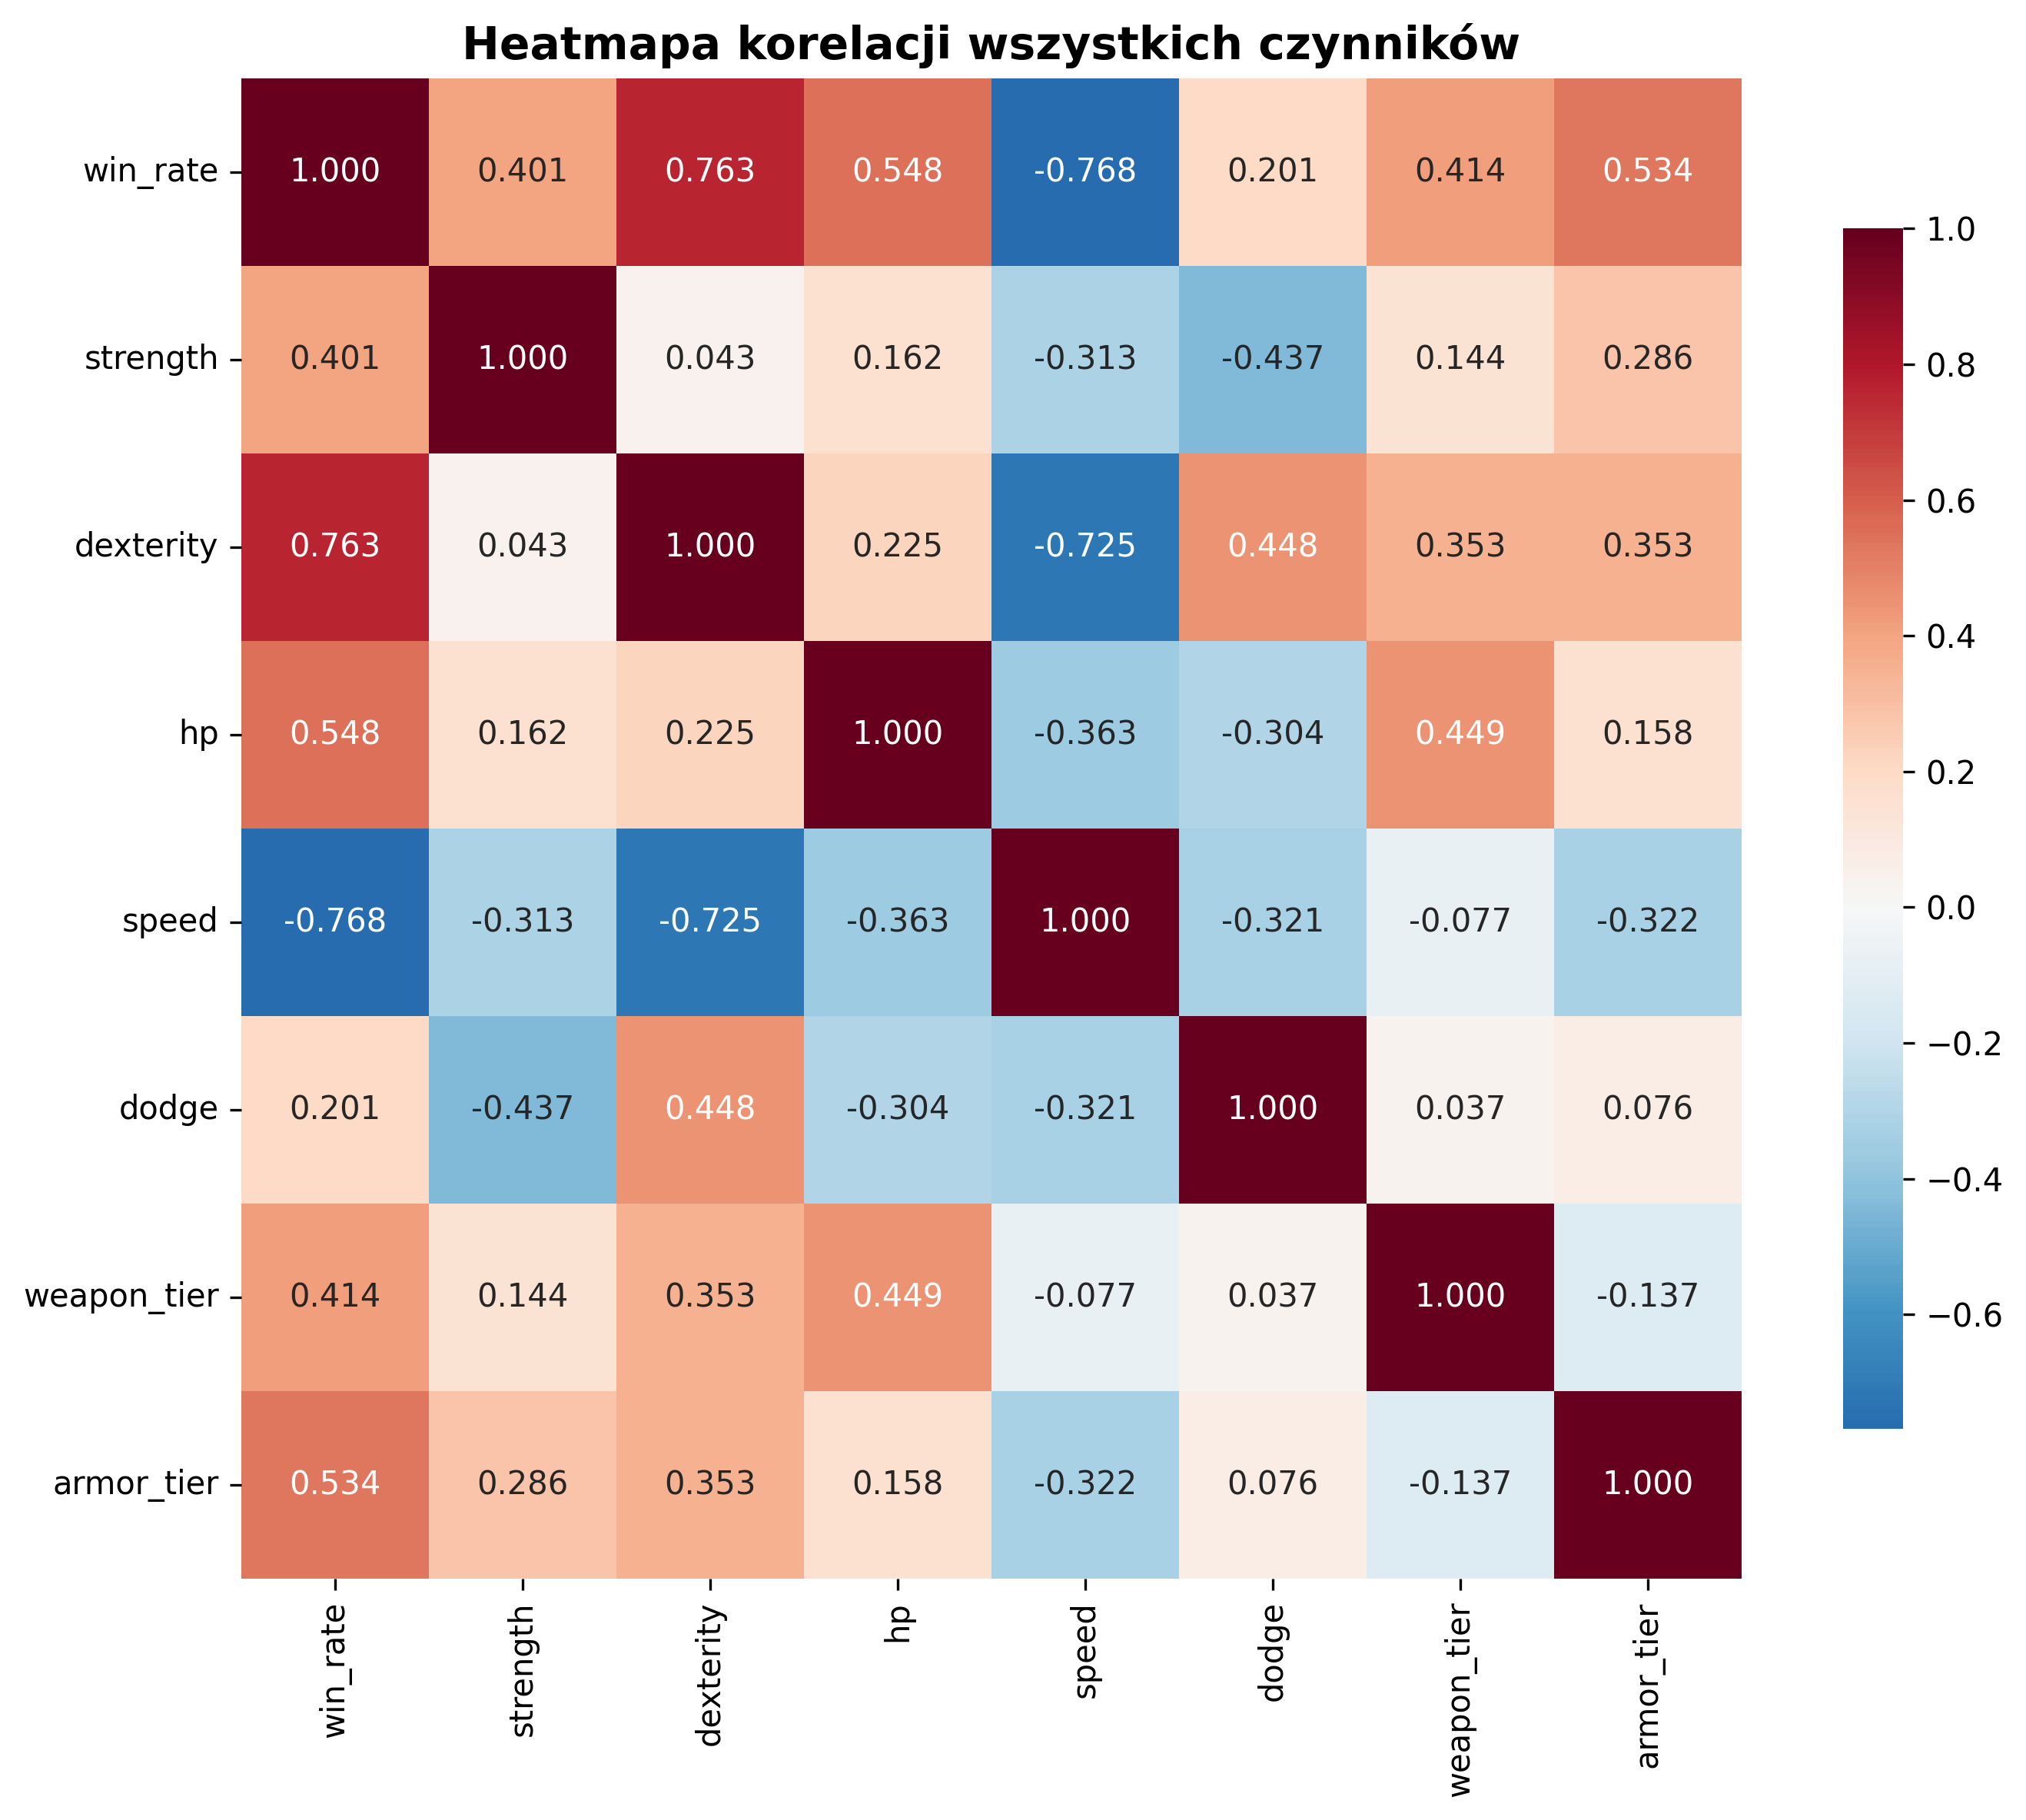 Heatmapa korelacji wszystkich czynników
win_rate 1.000 0.401 0.763 0.548 -0.768 0.201 0.414 0.534
strength 0.401 1.000 0.043 0.162 -0.313 -0.437 0.144 0.286
dexterity 0.763 0.043 1.000 0.225 -0.725 0.448 0.353 0.353
hp 0.548 0.162 0.225 1.000 -0.363 -0.304 0.449 0.158
speed -0.768 -0.313 -0.725 -0.363 1.000 -0.321 -0.077 -0.322
dodge 0.201 -0.437 0.448 -0.304 -0.321 1.000 0.037 0.076
weapon_tier 0.414 0.144 0.353 0.449 -0.077 0.037 1.000 -0.137
armor_tier 0.534 0.286 0.353 0.158 -0.322 0.076 -0.137 1.000
win_rate
strength
dexterity
hp
speed
dodge
weapon_tier
armor_tier
1.0
0.8
0.6
0.4
0.2
0.0
−0.2
−0.4
−0.6